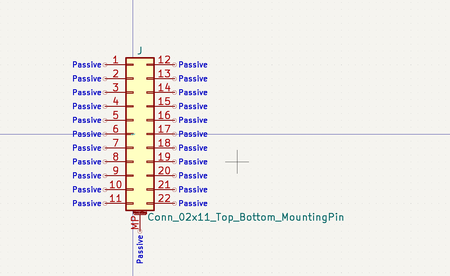 J
Passive 1 12 Passive
Passive 2 13 Passive
Passive 3 14 Passive
Passive 4 15 Passive
Passive 5 16 Passive
Passive 6 17 Passive
Passive 7 18 Passive
Passive 8 19 Passive
Passive 9 20 Passive
Passive 10 21 Passive
Passive 11 22 Passive
MP Conn_02x11_Top_Bottom_MountingPin
Passive